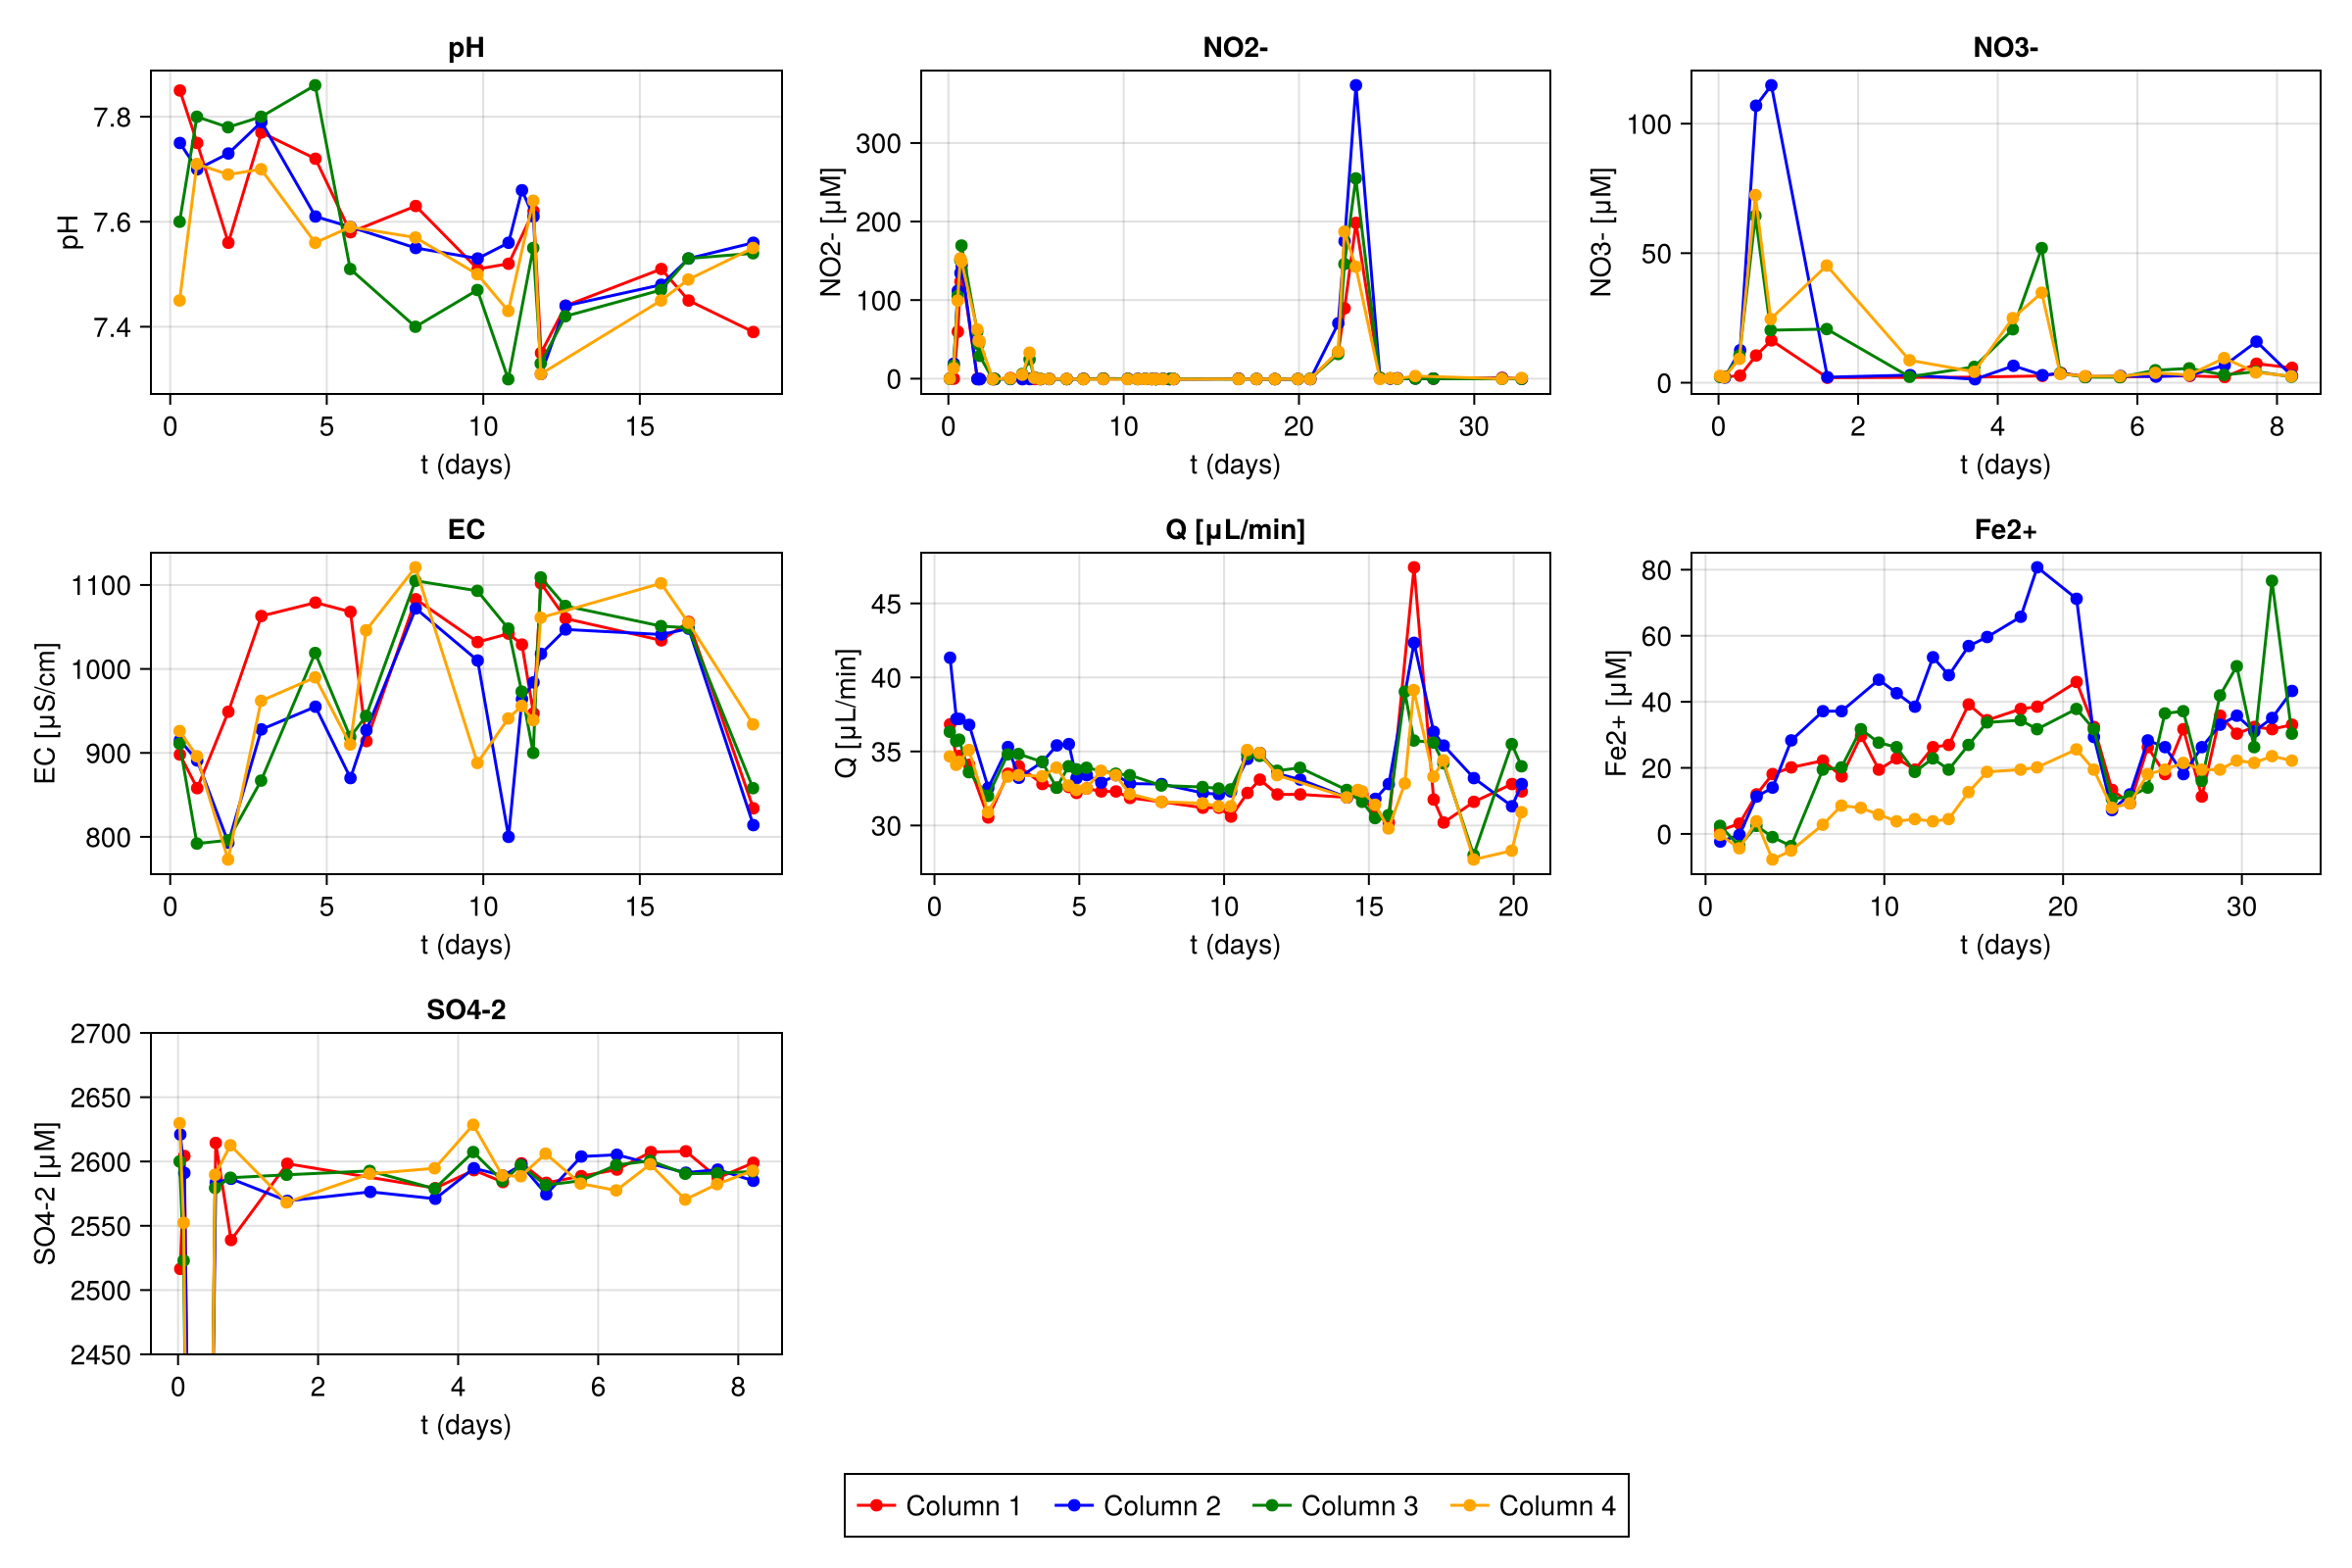 pH
7.8
7.6
7.4
pH
0 5 10 15
t (days)
NO2-
300
200
100
0
NO2- [µM]
0 10 20 30
t (days)
NO3-
100
50
0
NO3- [µM]
0 2 4 6 8
t (days)
EC
1100
1000
900
800
EC [µS/cm]
0 5 10 15
t (days)
Q [µL/min]
45
40
35
30
Q [µL/min]
0 5 10 15 20
t (days)
Fe2+
80
60
40
20
0
Fe2+ [µM]
0 10 20 30
t (days)
SO4-2
2700
2650
2600
2550
2500
2450
SO4-2 [µM]
0 2 4 6 8
t (days)
Column 1 Column 2 Column 3 Column 4